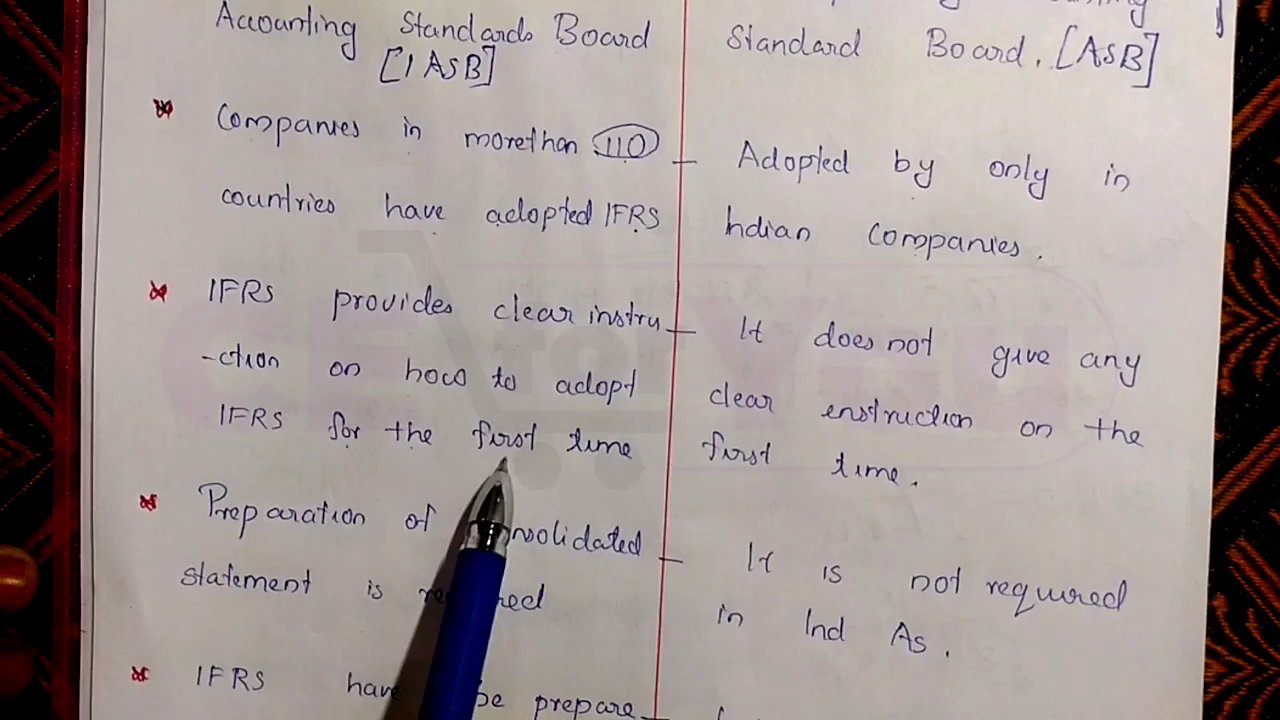 Accounting Standards Board
[IASB]
* Companies in morethan 110
countries have adopted IFRS
* IFRS provides clear instru
-ction on how to adopt
IFRS for the first time
* Preparation of
statement is
* IFRS be prepare
Standard Board. [ASB]
– Adopted by only in
Indian Companies.
– It does not give any
clear enstruction on the
first time.
– It is not required
in Ind As.